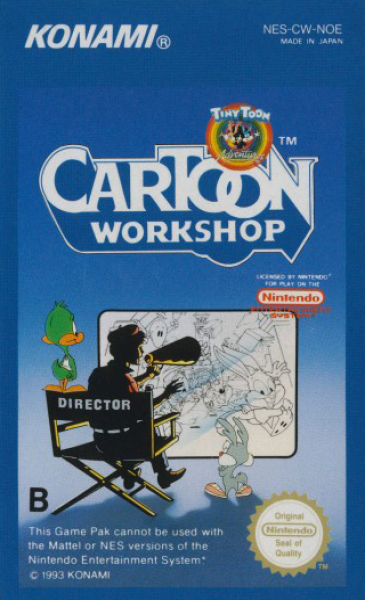 KONAMI®
NES-CW-NOE
MADE IN JAPAN
TINY TOON
Adventures
TM
CARTOON
WORKSHOP
LICENSED BY NINTENDO®
FOR PLAY ON THE
Nintendo
ENTERTAINMENT
SYSTEM®
DIRECTOR
B
This Game Pak cannot be used with
the Mattel or NES versions of the
Nintendo Entertainment System®
© 1993 KONAMI
Original
Nintendo
Seal of
Quality
TM